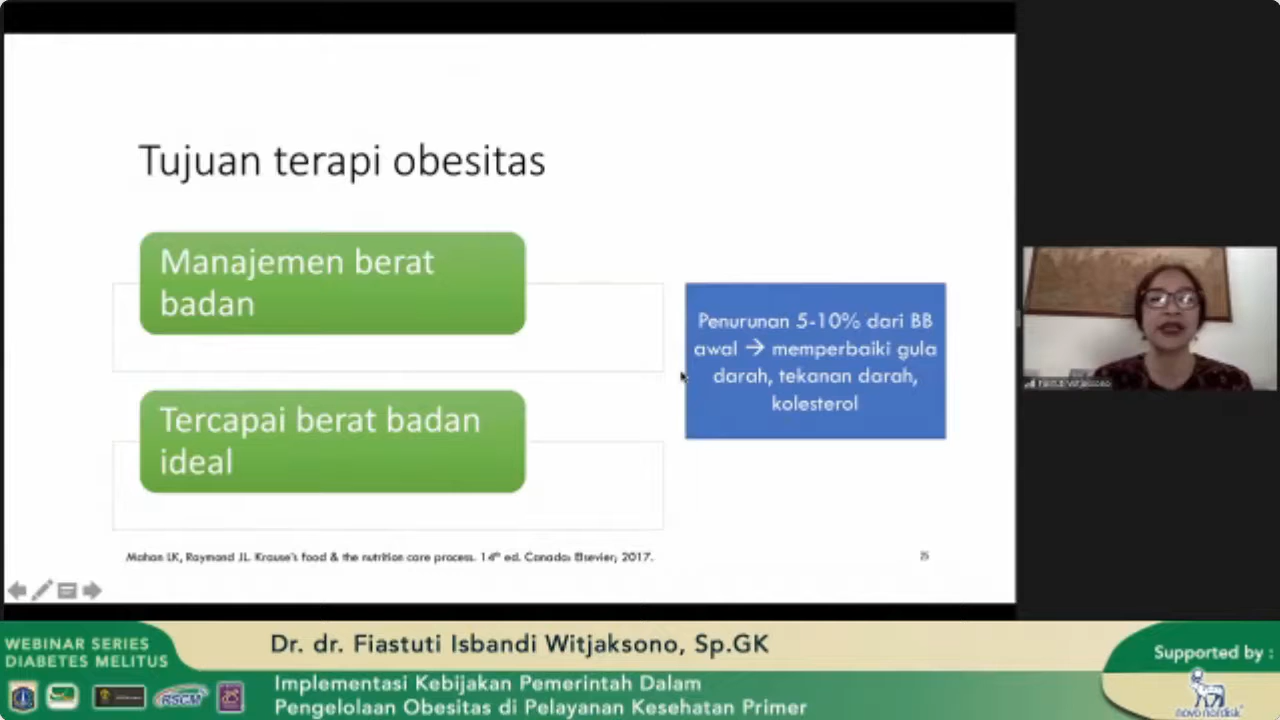 Tujuan terapi obesitas
Manajemen berat
badan
Tercapai berat badan
ideal
Penurunan 5-10% dari BB
awal → memperbaiki gula
darah, tekanan darah,
kolesterol
Mahan LK, Raymond JL. Krause's food & the nutrition care process. 14th ed. Canada: Elsevier; 2017.
25
Fiastuti Witjaksono
WEBINAR SERIES
DIABETES MELITUS
Dr. dr. Fiastuti Isbandi Witjaksono, Sp.GK
Implementasi Kebijakan Pemerintah Dalam
Pengelolaan Obesitas di Pelayanan Kesehatan Primer
RSCM
Supported by :
novo nordisk